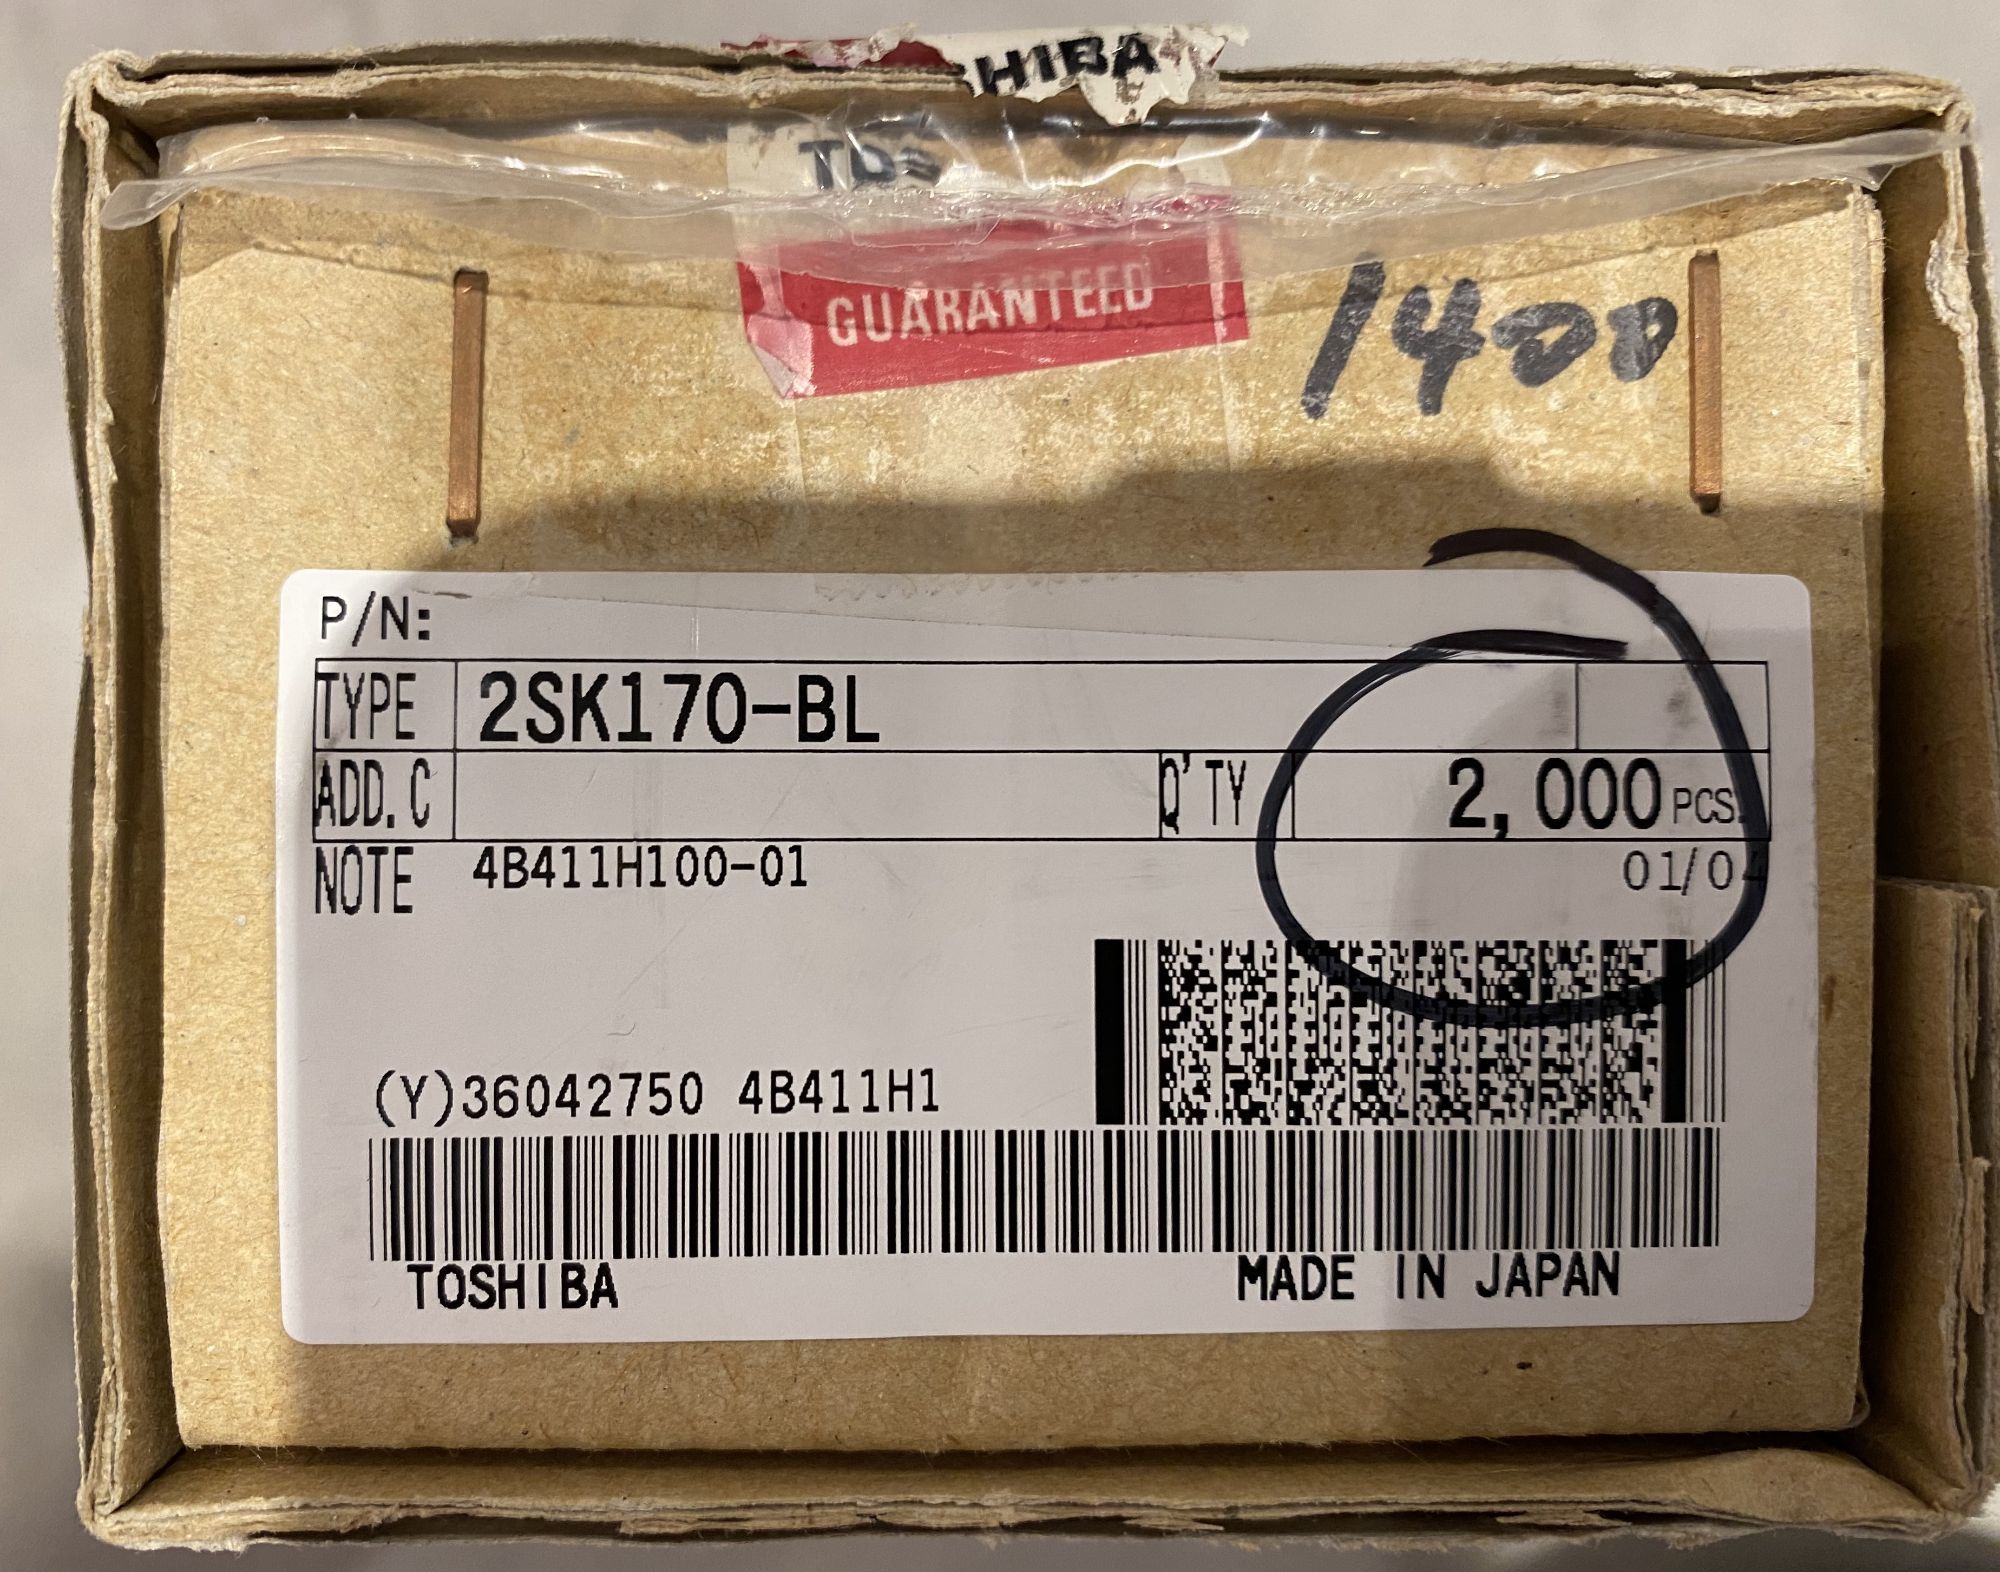 HIBA
GUARANTEED
1400
P/N:
TYPE 2SK170-BL
ADD.C Q'TY 2,000 PCS.
NOTE 4B411H100-01 01/04
(Y)36042750 4B411H1
TOSHIBA MADE IN JAPAN